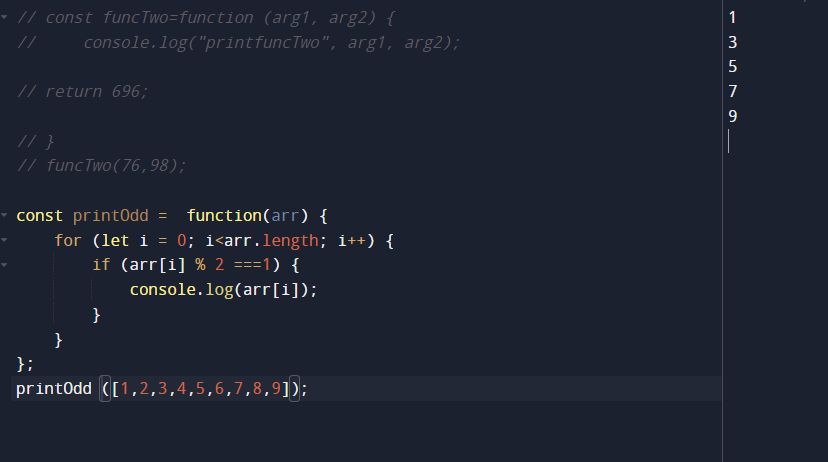 // const funcTwo=function (arg1, arg2) {
//     console.log("printfuncTwo", arg1, arg2);
// return 696;
// }
// funcTwo(76,98);
const printOdd =  function(arr) {
    for (let i = 0; i<arr.length; i++) {
        if (arr[i] % 2 ===1) {
            console.log(arr[i]);
        }
    }
};
printOdd ([1,2,3,4,5,6,7,8,9]);
1
3
5
7
9